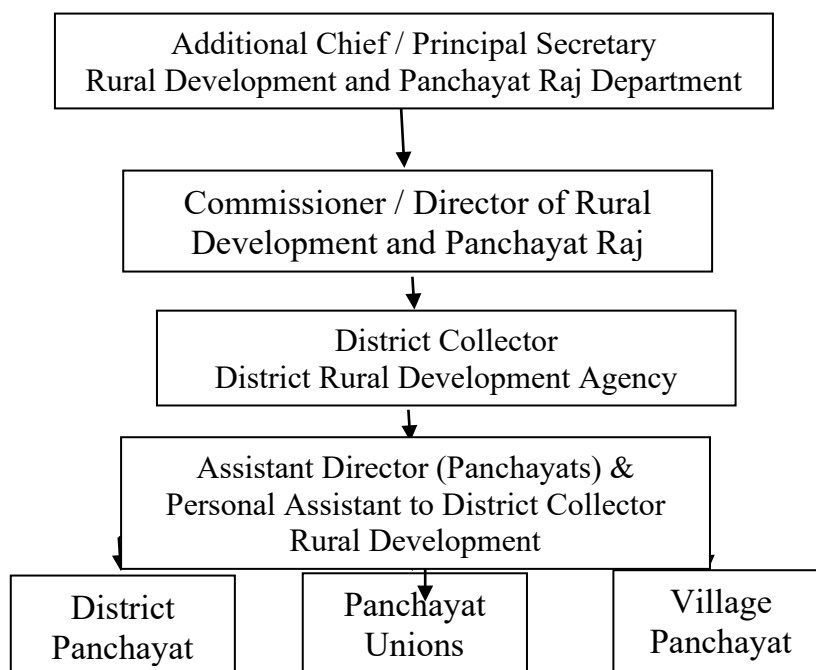 Additional Chief / Principal Secretary
Rural Development and Panchayat Raj Department
Commissioner / Director of Rural
Development and Panchayat Raj
District Collector
District Rural Development Agency
Assistant Director (Panchayats) &
Personal Assistant to District Collector
Rural Development
District
Panchayat
Panchayat
Unions
Village
Panchayat